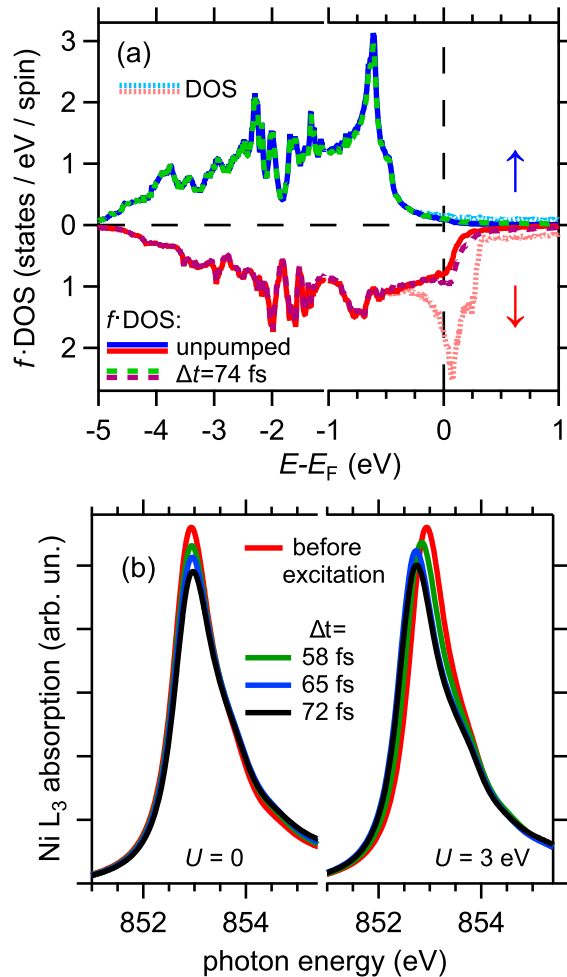 (a)
DOS
3
2
1
0
1
2
↑
↓
f·DOS:
unpumped
Δt=74 fs
f·DOS (states / eV / spin)
-5 -4 -3 -2 -1 0 1
E-E_F (eV)
(b)
before
excitation
Δt=
58 fs
65 fs
72 fs
U = 0
U = 3 eV
Ni L₃ absorption (arb. un.)
852 854 852 854
photon energy (eV)